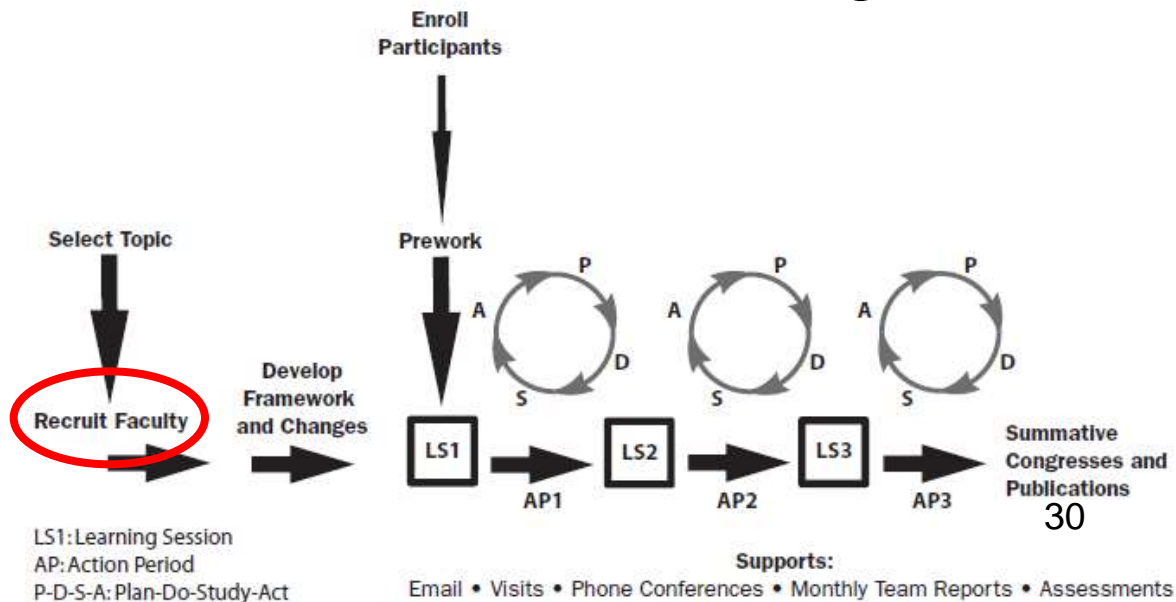 Enroll
Participants
Select Topic
Prework
P
A
D
S
P
A
D
S
P
A
D
S
Recruit Faculty
Develop
Framework
and Changes
LS1
LS2
LS3
AP1
AP2
AP3
Summative
Congresses and
Publications
30
LS1: Learning Session
AP: Action Period
P-D-S-A: Plan-Do-Study-Act
Supports:
Email • Visits • Phone Conferences • Monthly Team Reports • Assessments